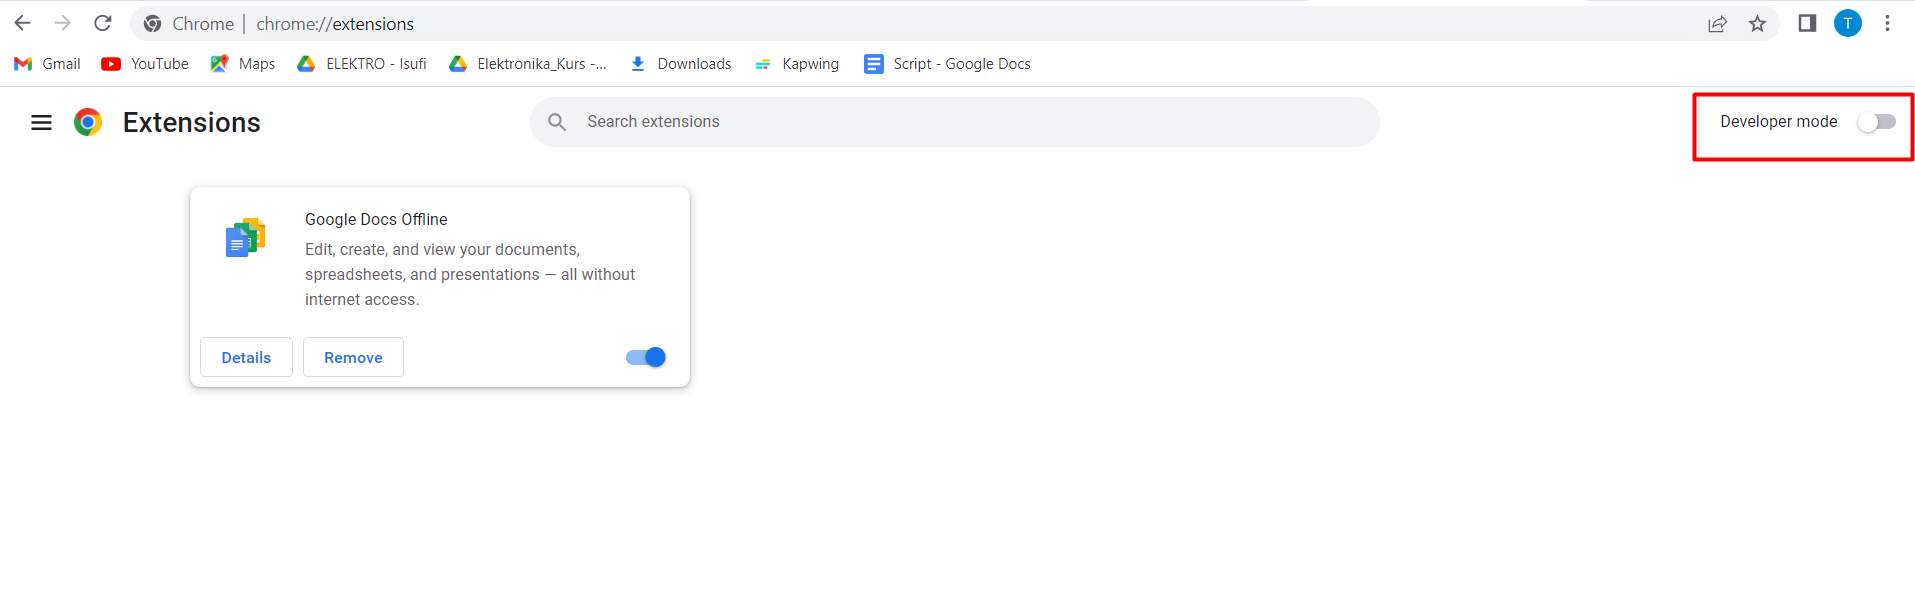 Chrome | chrome://extensions
T
Gmail YouTube Maps ELEKTRO - Isufi Elektronika_Kurs -... Downloads Kapwing Script - Google Docs
Extensions
Search extensions
Developer mode
Google Docs Offline
Edit, create, and view your documents,
spreadsheets, and presentations — all without
internet access.
Details Remove